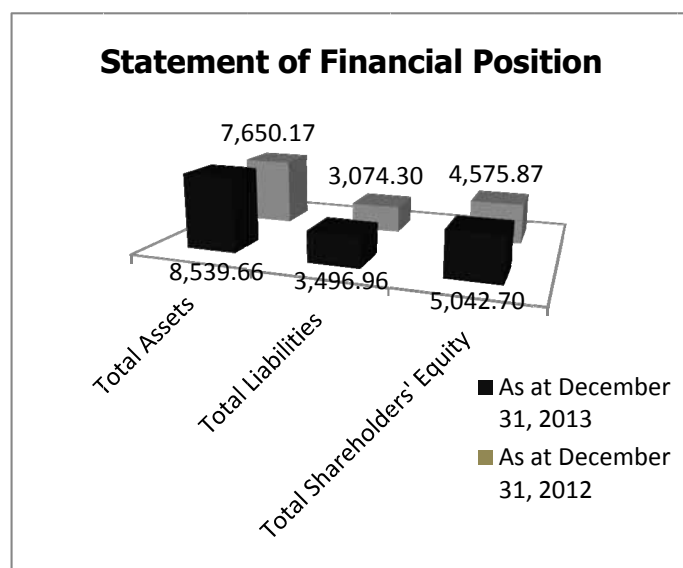 Statement of Financial Position
7,650.17
3,074.30
4,575.87
8,539.66
3,496.96
5,042.70
Total Assets
Total Liabilities
Total Shareholders' Equity
As at December
31, 2013
As at December
31, 2012